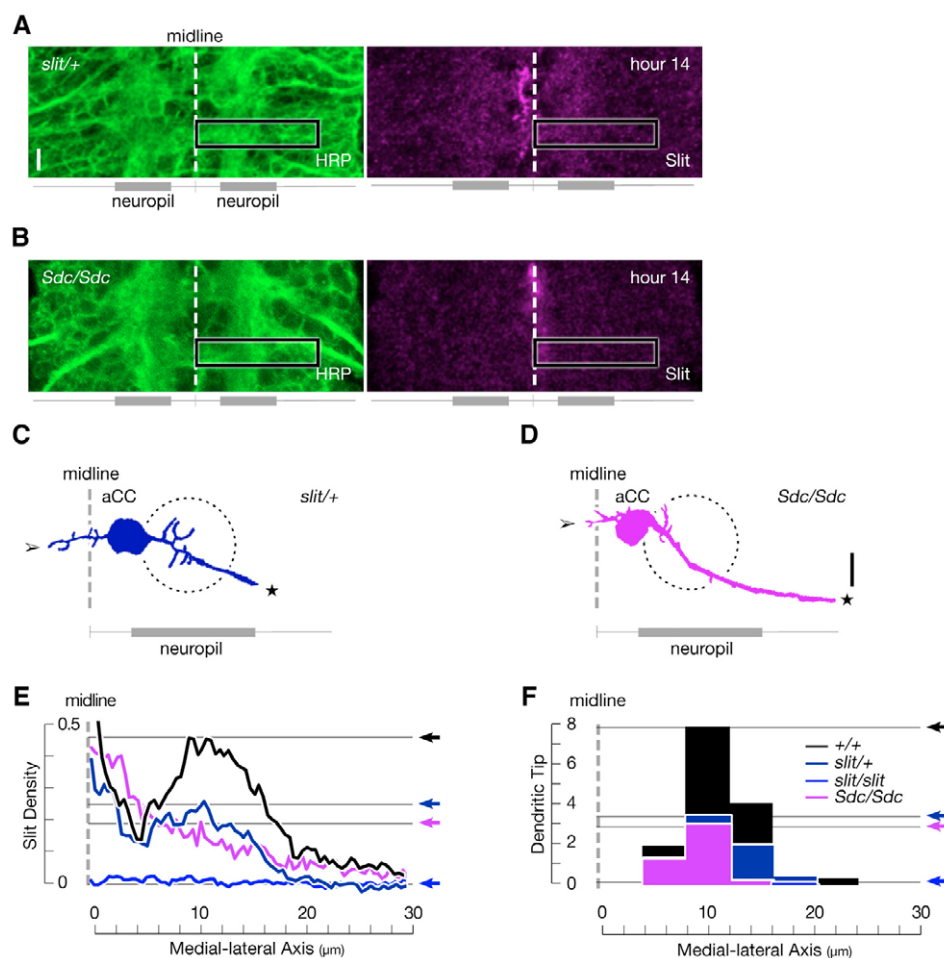 A
midline
slit/+
HRP
hour 14
Slit
neuropil neuropil
B
Sdc/Sdc
HRP
hour 14
Slit
C
midline
aCC
slit/+
neuropil
D
midline
aCC
Sdc/Sdc
neuropil
E
midline
0.5
Slit Density
0
0 10 20 30
Medial-lateral Axis (μm)
F
midline
8
6
4
2
0
Dendritic Tip
+/+
slit/+
slit/slit
Sdc/Sdc
0 10 20 30
Medial-lateral Axis (μm)